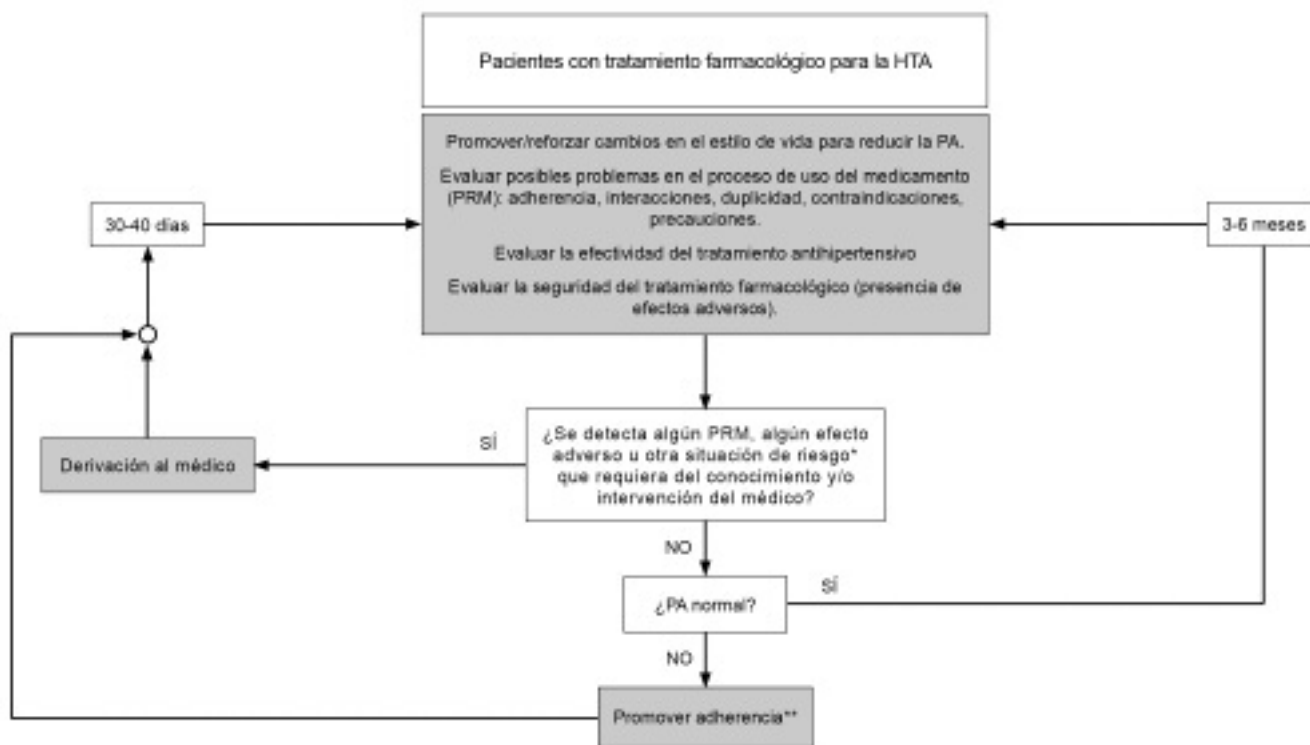 Pacientes con tratamiento farmacológico para la HTA
Promover/reforzar cambios en el estilo de vida para reducir la PA.
Evaluar posibles problemas en el proceso de uso del medicamento
(PRM): adherencia, interacciones, duplicidad, contraindicaciones,
precauciones.
Evaluar la efectividad del tratamiento antihipertensivo
Evaluar la seguridad del tratamiento farmacológico (presencia de
efectos adversos).
30-40 días
3-6 meses
¿Se detecta algún PRM, algún efecto
adverso u otra situación de riesgo*
que requiera del conocimiento y/o
intervención del médico?
SÍ
Derivación al médico
NO
¿PA normal?
SÍ
NO
Promover adherencia**